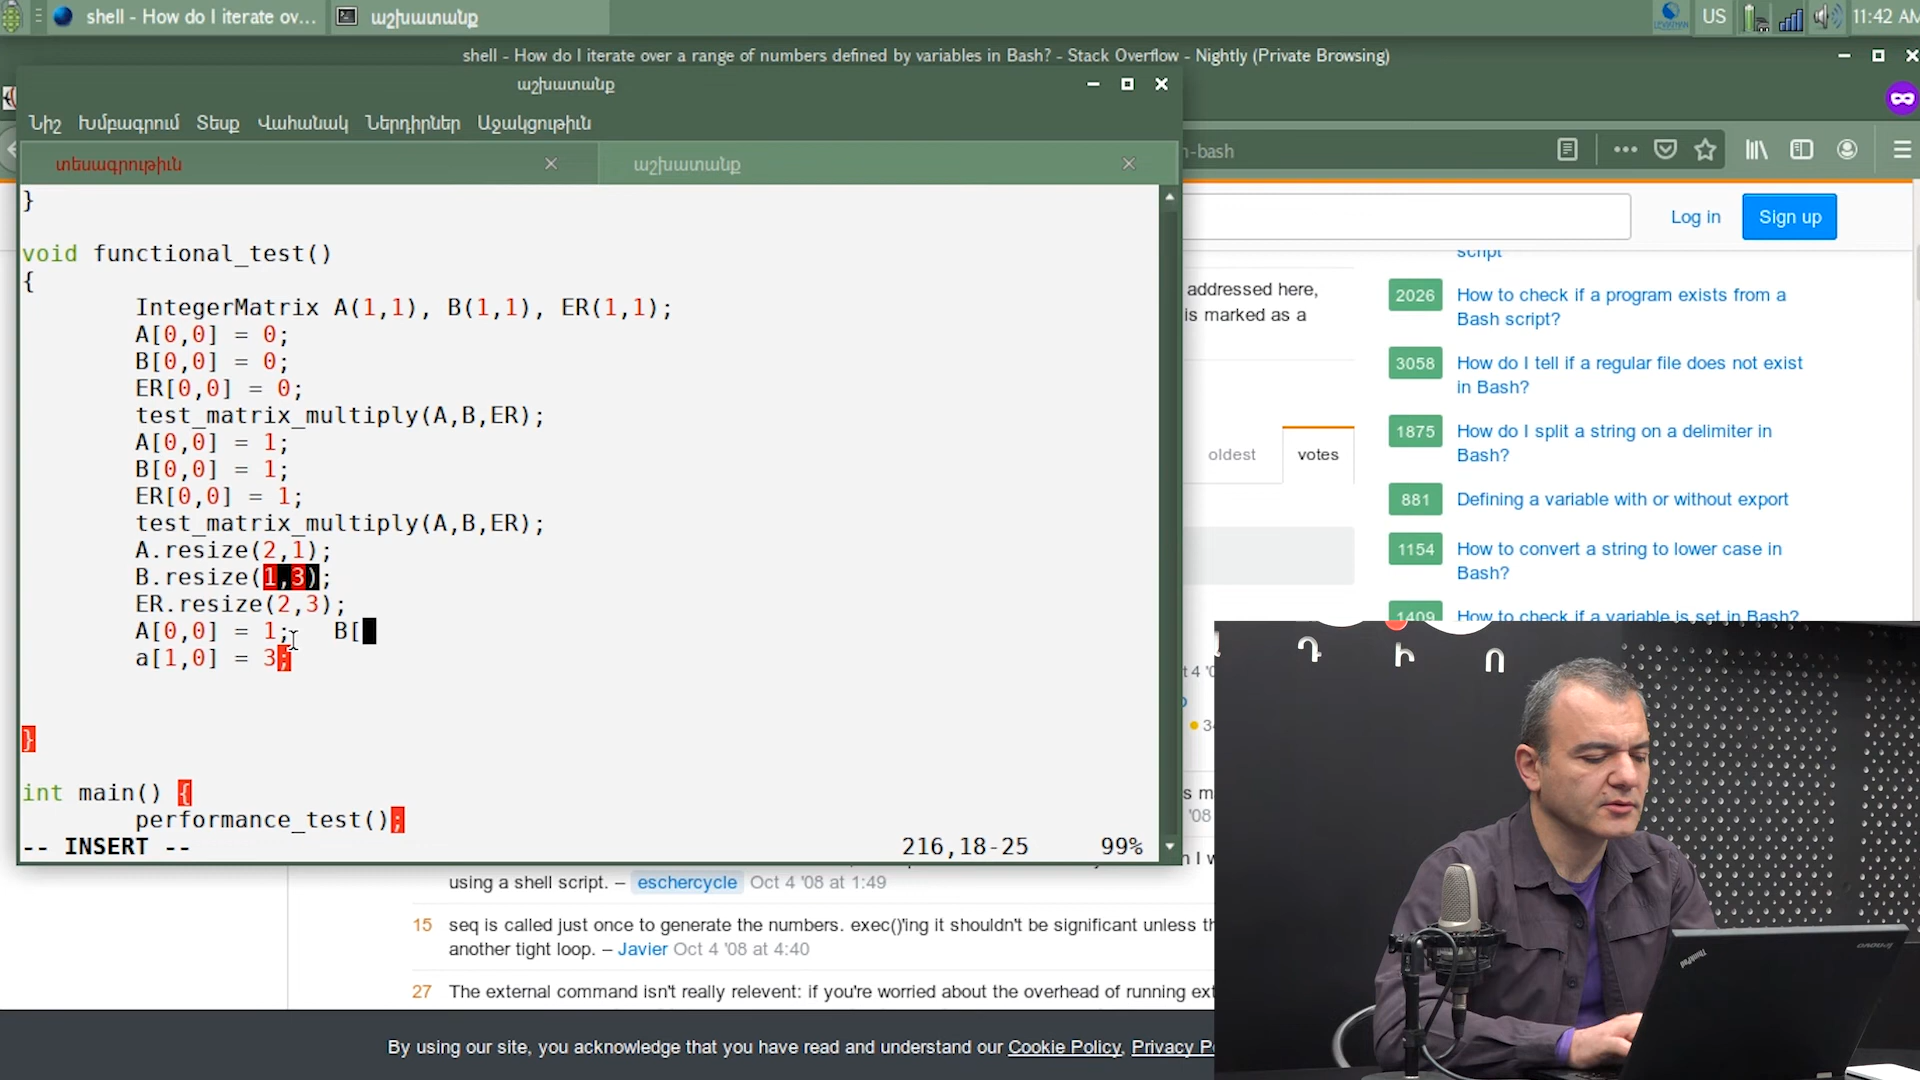 shell - How do I iterate ov...
աշխատանք
US
11:42 AM
shell - How do I iterate over a range of numbers defined by variables in Bash? - Stack Overflow - Nightly (Private Browsing)
աշխատանք
Նիշ Խմբագրում Տեսք Վահանակ Ներդիրներ Աջակցութիւն
n-bash
տեսագրութիւն
աշխատանք
}
void functional_test()
{
IntegerMatrix A(1,1), B(1,1), ER(1,1);
A[0,0] = 0;
B[0,0] = 0;
ER[0,0] = 0;
test_matrix_multiply(A,B,ER);
A[0,0] = 1;
B[0,0] = 1;
ER[0,0] = 1;
test_matrix_multiply(A,B,ER);
A.resize(2,1);
B.resize(1,3);
ER.resize(2,3);
A[0,0] = 1; B[
a[1,0] = 3;
}
int main() {
performance_test();
-- INSERT --
216,18-25
99%
Log in
Sign up
addressed here,
is marked as a
oldest
votes
script
2026
How to check if a program exists from a
Bash script?
3058
How do I tell if a regular file does not exist
in Bash?
1875
How do I split a string on a delimiter in
Bash?
881
Defining a variable with or without export
1154
How to convert a string to lower case in
Bash?
1409
How to check if a variable is set in Bash?
Դ Ի Ո
using a shell script. – eschercycle Oct 4 '08 at 1:49
15
seq is called just once to generate the numbers. exec()'ing it shouldn't be significant unless
another tight loop. – Javier Oct 4 '08 at 4:40
27
The external command isn't really relevent: if you're worried about the overhead of running
By using our site, you acknowledge that you have read and understand our Cookie Policy, Privacy
ThinkPad
lenovo